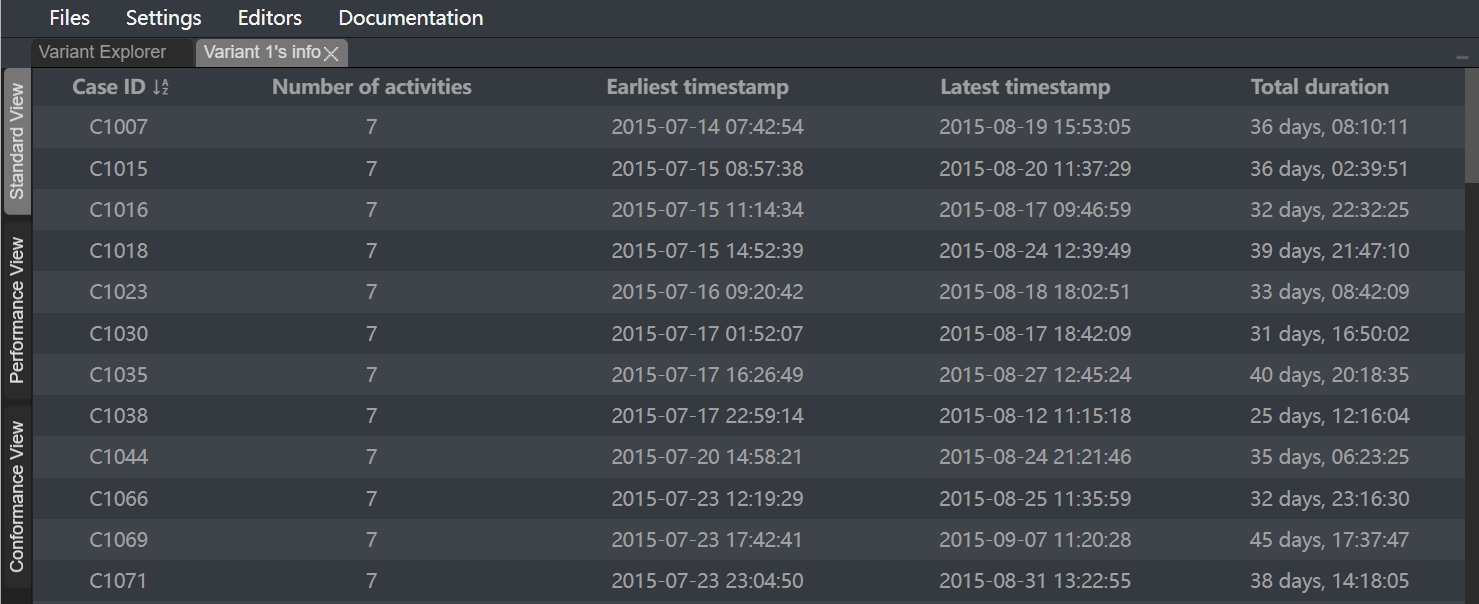 Files Settings Editors Documentation
Variant Explorer Variant 1's info
Standard View
Performance View
Conformance View
Case ID Number of activities Earliest timestamp Latest timestamp Total duration
C1007 7 2015-07-14 07:42:54 2015-08-19 15:53:05 36 days, 08:10:11
C1015 7 2015-07-15 08:57:38 2015-08-20 11:37:29 36 days, 02:39:51
C1016 7 2015-07-15 11:14:34 2015-08-17 09:46:59 32 days, 22:32:25
C1018 7 2015-07-15 14:52:39 2015-08-24 12:39:49 39 days, 21:47:10
C1023 7 2015-07-16 09:20:42 2015-08-18 18:02:51 33 days, 08:42:09
C1030 7 2015-07-17 01:52:07 2015-08-17 18:42:09 31 days, 16:50:02
C1035 7 2015-07-17 16:26:49 2015-08-27 12:45:24 40 days, 20:18:35
C1038 7 2015-07-17 22:59:14 2015-08-12 11:15:18 25 days, 12:16:04
C1044 7 2015-07-20 14:58:21 2015-08-24 21:21:46 35 days, 06:23:25
C1066 7 2015-07-23 12:19:29 2015-08-25 11:35:59 32 days, 23:16:30
C1069 7 2015-07-23 17:42:41 2015-09-07 11:20:28 45 days, 17:37:47
C1071 7 2015-07-23 23:04:50 2015-08-31 13:22:55 38 days, 14:18:05